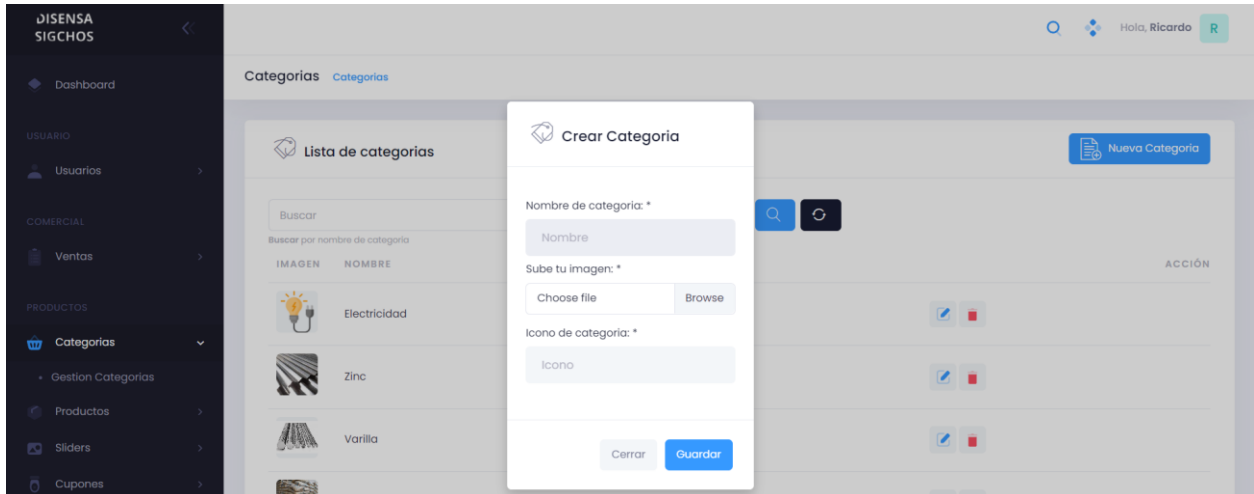 DISENSA
SIGCHOS
Hola, Ricardo R
Dashboard
Categorias Categorias
USUARIO
Usuarios
COMERCIAL
Ventas
PRODUCTOS
Categorias
Gestion Categorias
Productos
Sliders
Cupones
Lista de categorias
Nueva Categoria
Buscar
Buscar por nombre de categoria
IMAGEN NOMBRE ACCIÓN
Electricidad
Zinc
Varilla
Crear Categoria
Nombre de categoria: *
Nombre
Sube tu imagen: *
Choose file Browse
Icono de categoria: *
Icono
Cerrar Guardar